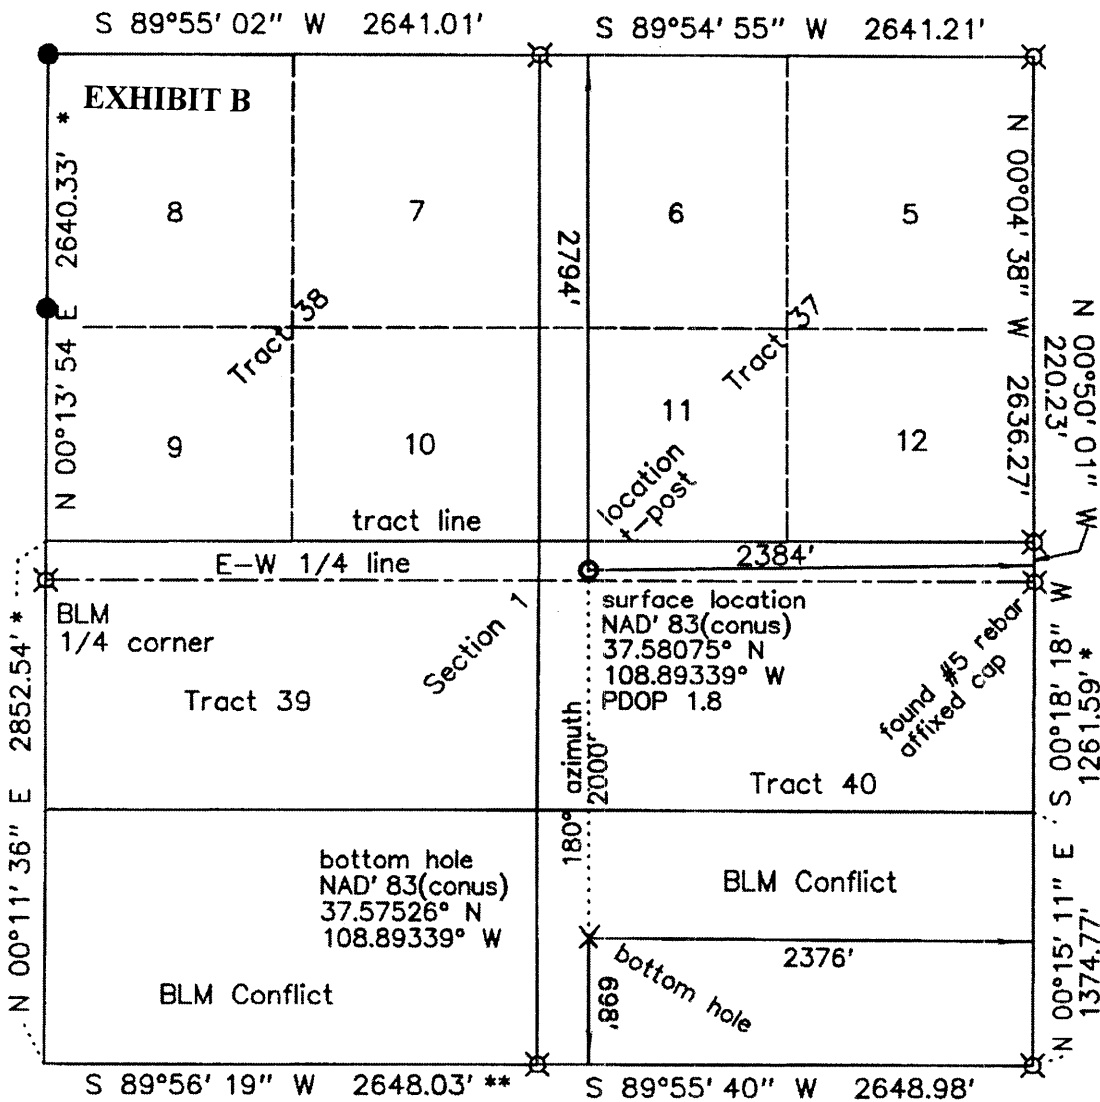 S 89°55' 02" W 2641.01'
S 89°54' 55" W 2641.21'
EXHIBIT B
N 00°13' 54 E 2640.33' *
8
7
6
5
N 00°04' 38" W 2636.27'
N 00°50' 01" W
220.23'
2794'
Tract 38
Tract 37
9
10
11
12
location
t-post
tract line
E-W 1/4 line
2384'
BLM
1/4 corner
Section 1
surface location
NAD' 83(conus)
37.58075° N
108.89339° W
PDOP 1.8
found #5 rebar
affixed cap
Tract 39
Tract 40
N 00°11' 36" E 2852.54' *
S 00°18' 18" W
1261.59' *
180° azimuth
2000'
bottom hole
NAD' 83(conus)
37.57526° N
108.89339° W
BLM Conflict
2376'
bottom hole
698'
BLM Conflict
N 00°15' 11" E
1374.77'
S 89°56' 19" W 2648.03' **
S 89°55' 40" W 2648.98'